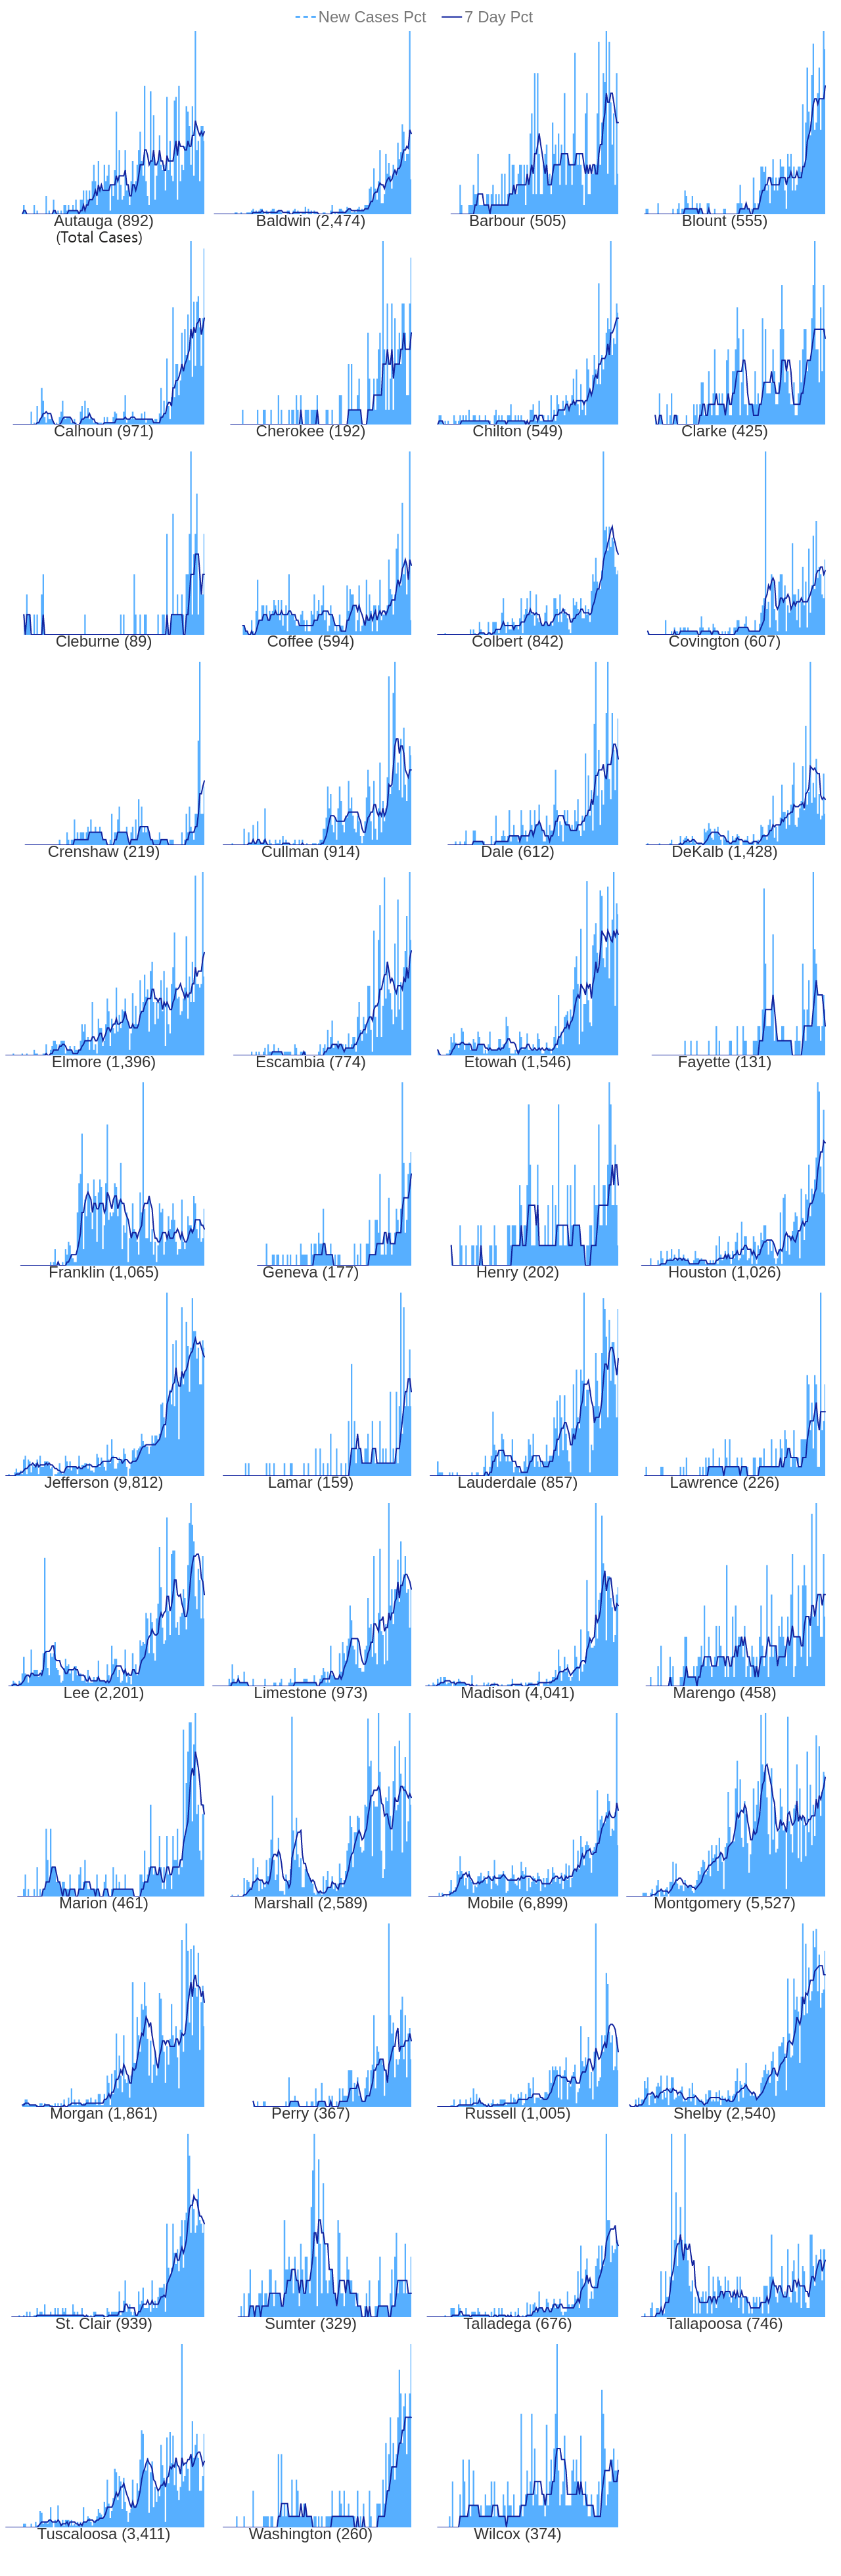 New Cases Pct 7 Day Pct
Autauga (892) Baldwin (2,474) Barbour (505) Blount (555)
(Total Cases)
Calhoun (971) Cherokee (192) Chilton (549) Clarke (425)
Cleburne (89) Coffee (594) Colbert (842) Covington (607)
Crenshaw (219) Cullman (914) Dale (612) DeKalb (1,428)
Elmore (1,396) Escambia (774) Etowah (1,546) Fayette (131)
Franklin (1,065) Geneva (177) Henry (202) Houston (1,026)
Jefferson (9,812) Lamar (159) Lauderdale (857) Lawrence (226)
Lee (2,201) Limestone (973) Madison (4,041) Marengo (458)
Marion (461) Marshall (2,589) Mobile (6,899) Montgomery (5,527)
Morgan (1,861) Perry (367) Russell (1,005) Shelby (2,540)
St. Clair (939) Sumter (329) Talladega (676) Tallapoosa (746)
Tuscaloosa (3,411) Washington (260) Wilcox (374)